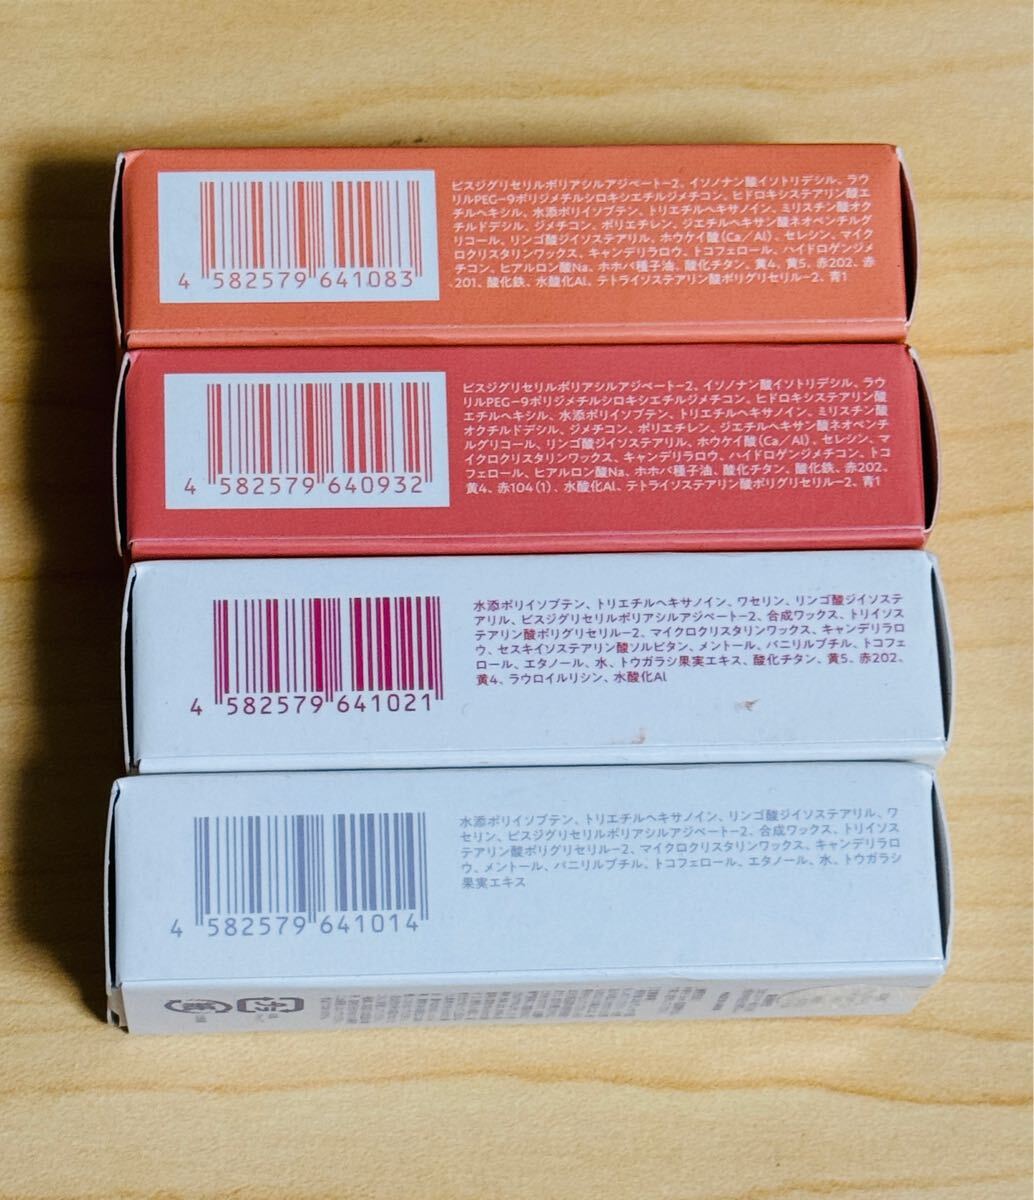 4 582579 641083
ビスジグリセリルポリアシルアジペート-2、イソノナン酸イソトリデシル、ラウ
リルPEG-9ポリジメチルシロキシエチルジメチコン、ヒドロキシステアリン酸エ
チルヘキシル、水添ポリイソブテン、トリエチルヘキサノイン、ミリスチン酸オク
チルドデシル、ジメチコン、ポリエチレン、ジエチルヘキサン酸ネオペンチルグ
リコール、リンゴ酸ジイソステアリル、ホウケイ酸(Ca/Al)、セレシン、マイク
ロクリスタリンワックス、キャンデリラロウ、トコフェロール、ハイドロゲンジメ
チコン、ヒアルロン酸Na、ホホバ種子油、酸化チタン、黄4、黄5、赤202、赤
201、酸化鉄、水酸化Al、テトライソステアリン酸ポリグリセリル-2、青1
4 582579 640932
ビスジグリセリルポリアシルアジペート-2、イソノナン酸イソトリデシル、ラウ
リルPEG-9ポリジメチルシロキシエチルジメチコン、ヒドロキシステアリン酸
エチルヘキシル、水添ポリイソブテン、トリエチルヘキサノイン、ミリスチン酸
オクチルドデシル、ジメチコン、ポリエチレン、ジエチルヘキサン酸ネオペンチ
ルグリコール、リンゴ酸ジイソステアリル、ホウケイ酸(Ca/Al)、セレシン、マ
イクロクリスタリンワックス、キャンデリラロウ、ハイドロゲンジメチコン、トコ
フェロール、ヒアルロン酸Na、ホホバ種子油、酸化チタン、酸化鉄、赤202、
黄4、赤104(1)、水酸化Al、テトライソステアリン酸ポリグリセリル-2、青1
4 582579 641021
水添ポリイソブテン、トリエチルヘキサノイン、ワセリン、リンゴ酸ジイソステ
アリル、ビスジグリセリルポリアシルアジペート-2、合成ワックス、トリイソス
テアリン酸ポリグリセリル-2、マイクロクリスタリンワックス、キャンデリラロ
ウ、セスキイソステアリン酸ソルビタン、メントール、バニリルブチル、トコフェ
ロール、エタノール、水、トウガラシ果実エキス、酸化チタン、黄5、赤202、
黄4、ラウロイルリシン、水酸化Al
4 582579 641014
水添ポリイソブテン、トリエチルヘキサノイン、リンゴ酸ジイソステアリル、ワ
セリン、ビスジグリセリルポリアシルアジペート-2、合成ワックス、トリイソス
テアリン酸ポリグリセリル-2、マイクロクリスタリンワックス、キャンデリラロ
ウ、メントール、バニリルブチル、トコフェロール、エタノール、水、トウガラシ
果実エキス